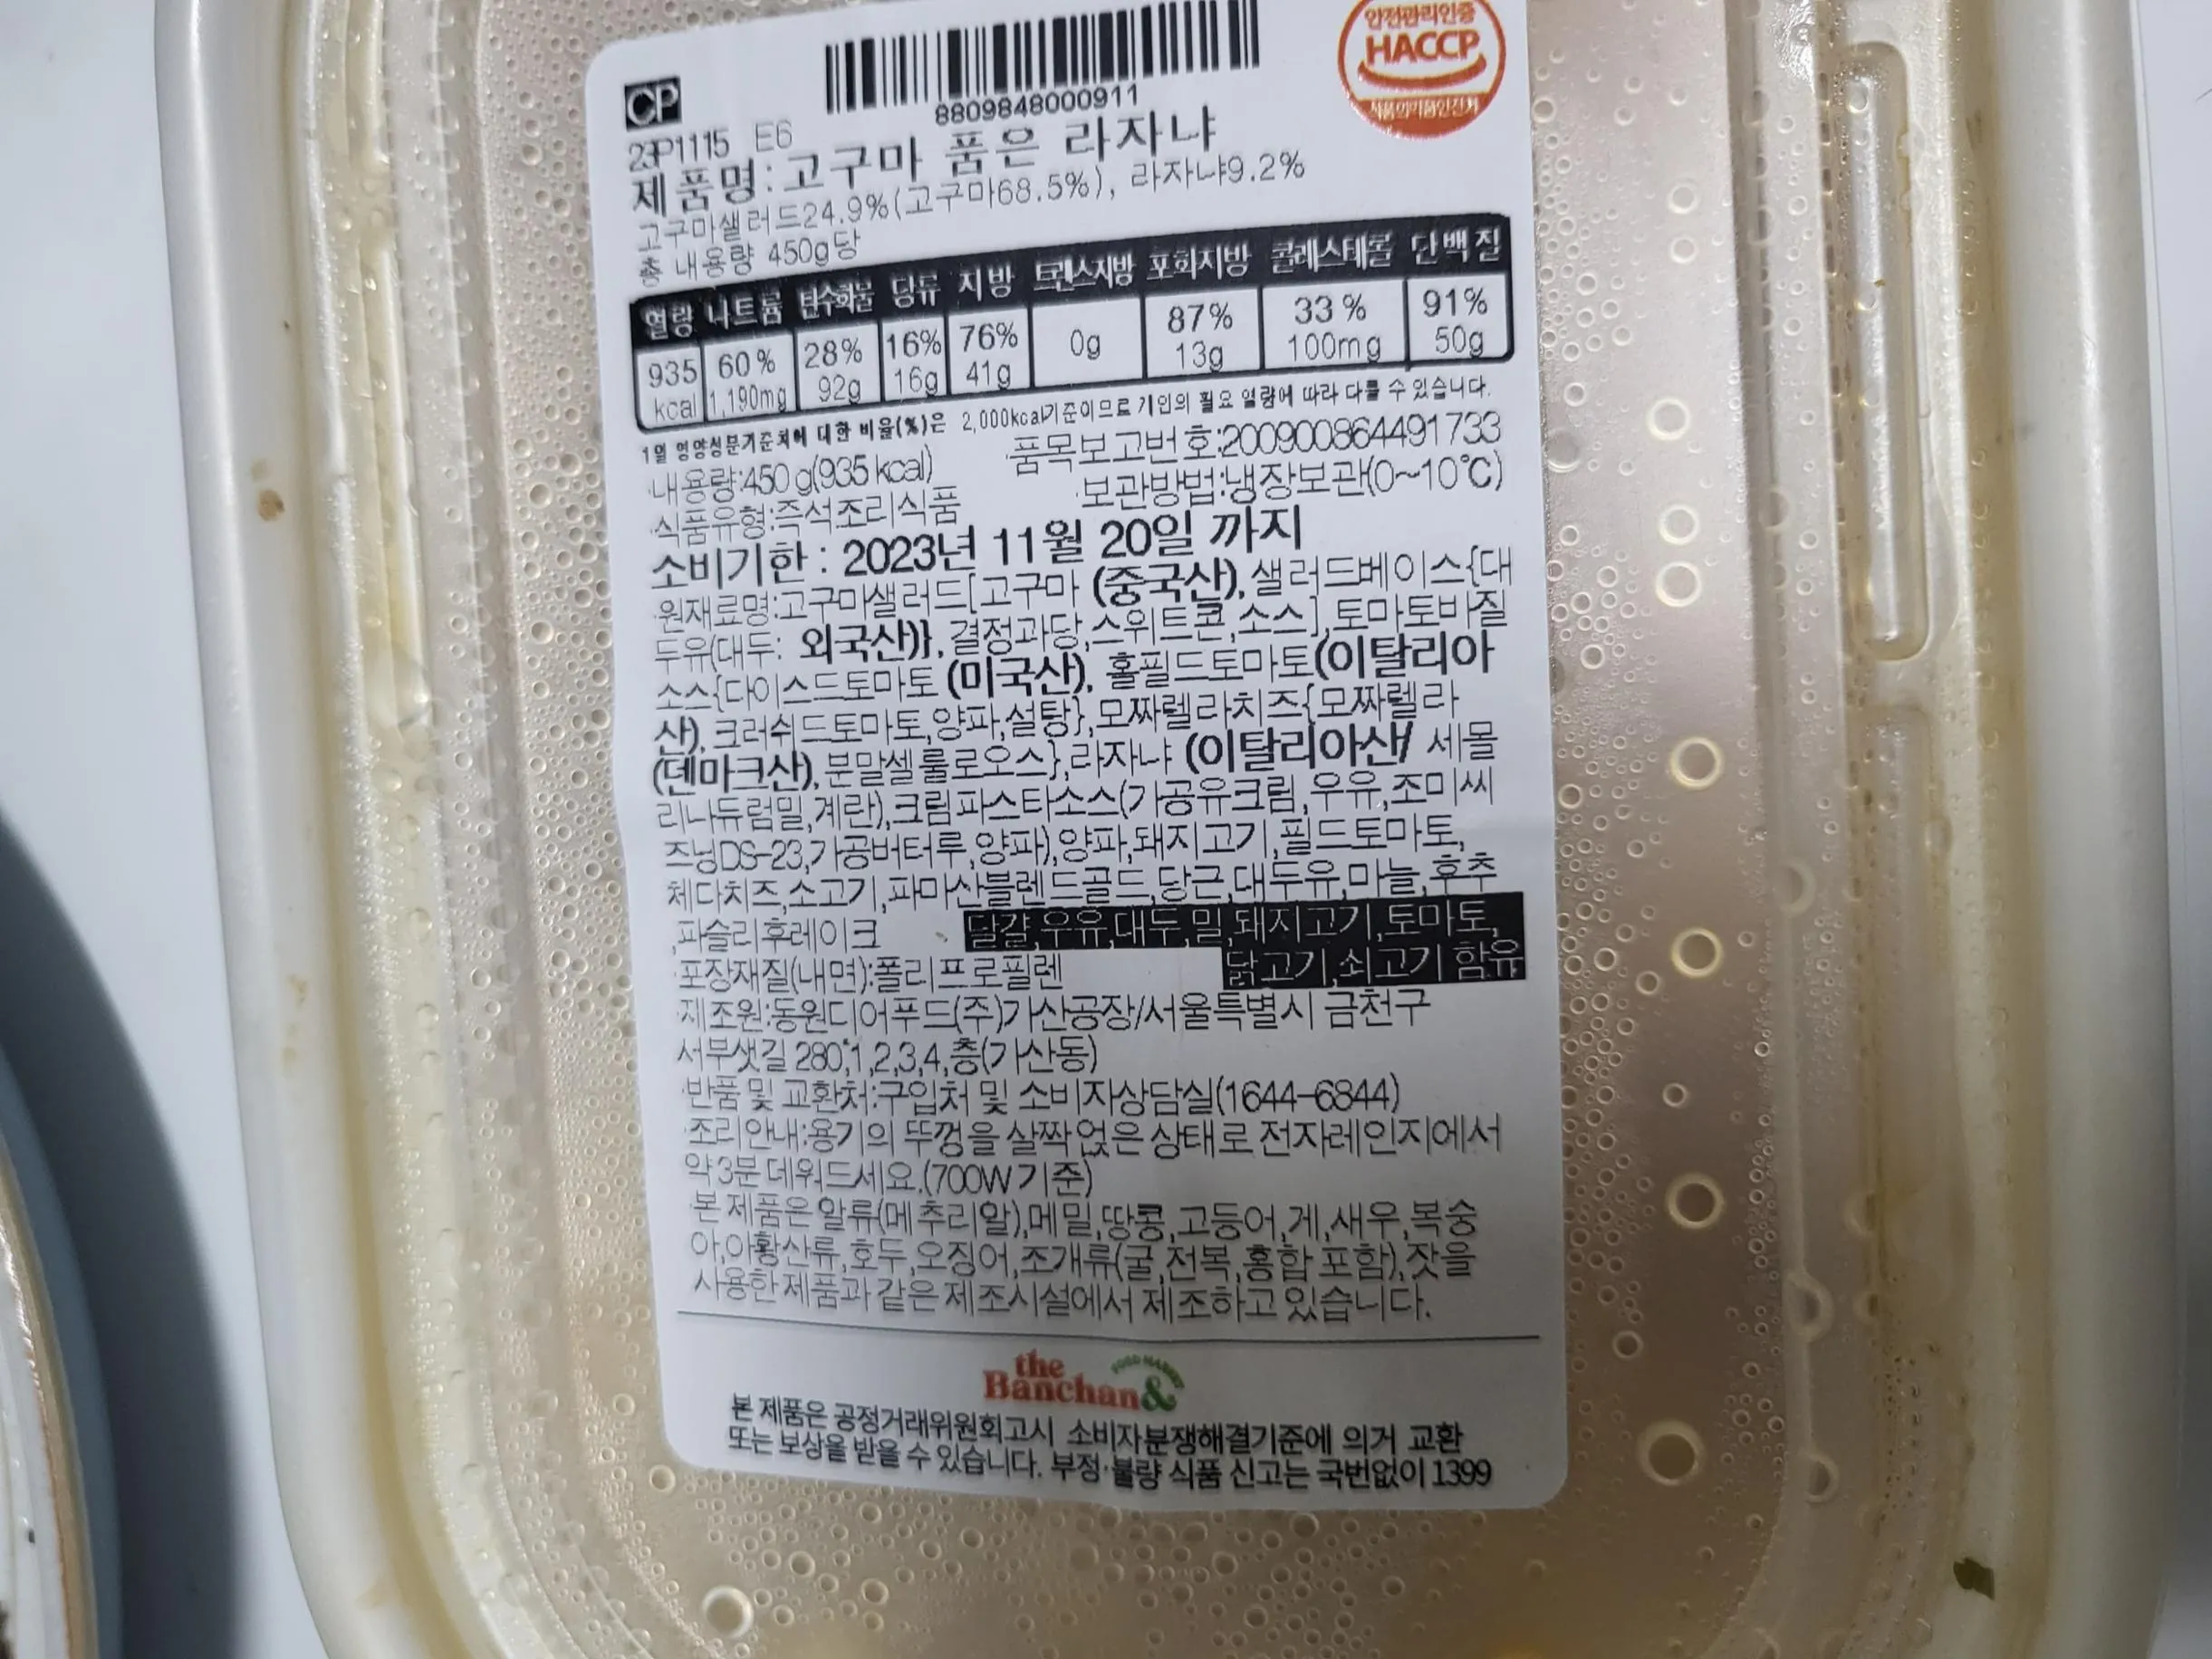 CP
8809848000911
안전관리인증
HACCP
식품의약품안전처
23P1115 E6
제품명:고구마 품은 라자냐
고구마샐러드24.9%(고구마68.5%), 라자냐9.2%
총 내용량 450g당
열량 나트륨 탄수화물 당류 지방 트랜스지방 포화지방 콜레스테롤 단백질
935 60% 28% 16% 76% 0g 87% 33% 91%
kcal 1,190mg 92g 16g 41g 13g 100mg 50g
1일 영양성분기준치에 대한 비율(%)은 2,000kcal기준이므로 개인의 필요 열량에 따라 다를 수 있습니다.
·내용량:450g(935 kcal) ·품목보고번호:200900864491733
·식품유형:즉석조리식품 ·보관방법:냉장보관(0~10℃)
소비기한 : 2023년 11월 20일 까지
·원재료명:고구마샐러드[고구마 (중국산),샐러드베이스{대
두유(대두: 외국산)},결정과당,스위트콘,소스],토마토바질
소스{다이스드토마토 (미국산), 홀필드토마토(이탈리아
산),크러쉬드토마토,양파,설탕},모짜렐라치즈{모짜렐라
(덴마크산),분말셀룰로오스},라자냐 (이탈리아산/ 세몰
리나듀럼밀,계란),크림파스타소스(가공유크림,우유,조미씨
즈닝DS-23,가공버터루,양파),양파,돼지고기,필드토마토,
체다치즈,소고기,파마산블렌드골드,당근,대두유,마늘,후추
,파슬리후레이크 달걀,우유,대두,밀,돼지고기,토마토,
·포장재질(내면):폴리프로필렌 닭고기,쇠고기 함유
·제조원:동원디어푸드(주)가산공장/서울특별시 금천구
서부샛길 280,1,2,3,4,층(가산동)
·반품 및 교환처:구입처 및 소비자상담실(1644-6844)
·조리안내:용기의 뚜껑을 살짝 얹은 상태로 전자레인지에서
약 3분 데워드세요.(700W 기준)
·본 제품은 알류(메추리알),메밀,땅콩,고등어,게,새우,복숭
아,아황산류,호두,오징어,조개류(굴,전복,홍합 포함),잣을
사용한 제품과 같은 제조시설에서 제조하고 있습니다.
the
Banchan&
FOOD MARKET
본 제품은 공정거래위원회고시 소비자분쟁해결기준에 의거 교환
또는 보상을 받을 수 있습니다. 부정·불량 식품 신고는 국번없이 1399